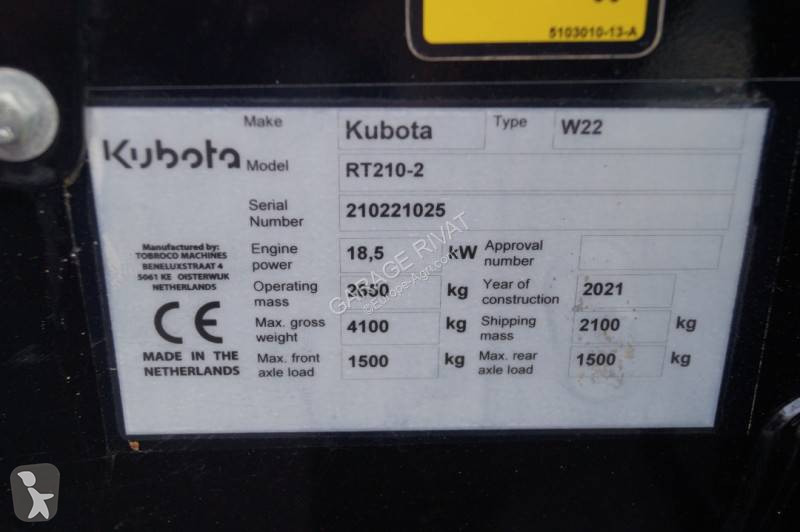 5103010-13-A
Make Kubota Type W22
Kubota
Model RT210-2
Serial Number 210221025
Manufactured by:
TOBROCO MACHINES
BENELUXSTRAAT 4
5061 KE OISTERWIJK
NETHERLANDS
Engine power 18,5 kW Approval number
Operating mass kg Year of construction 2021
Max. gross weight 4100 kg Shipping mass 2100 kg
Max. front axle load 1500 kg Max. rear axle load 1500 kg
CE
MADE IN THE
NETHERLANDS
GARAGE RIVAT